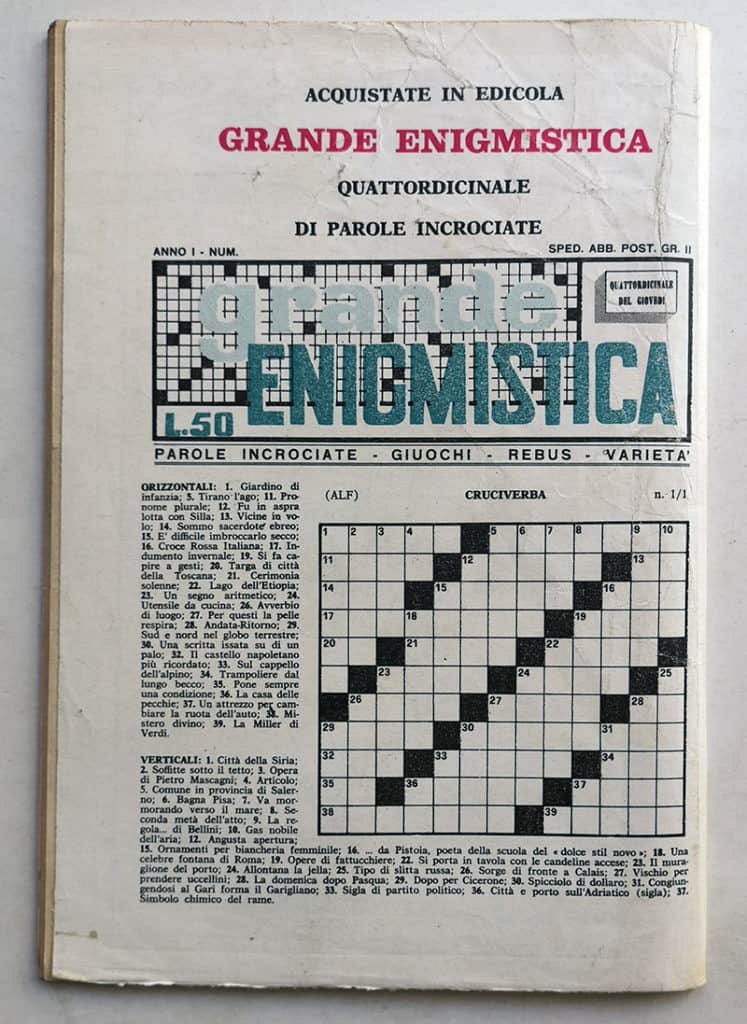 ACQUISTATE IN EDICOLA
GRANDE ENIGMISTICA
QUATTORDICINALE
DI PAROLE INCROCIATE
ANNO I - NUM. SPED. ABB. POST. GR. II
QUATTORDICINALE
DEL GIOVEDI
grande
ENIGMISTICA
L.50
PAROLE INCROCIATE - GIUOCHI - REBUS - VARIETA'
ORIZZONTALI: 1. Giardino di
infanzia; 5. Tirano l'ago; 11. Pro-
nome plurale; 12. Fu in aspra
lotta con Silla; 13. Vicine in vo-
lo; 14. Sommo sacerdote ebreo;
15. E' difficile imbroccarlo secco;
16. Croce Rossa Italiana; 17. In-
dumento invernale; 19. Si fa ca-
pire a gesti; 20. Targa di città
della Toscana; 21. Cerimonia
solenne; 22. Lago dell'Etiopia;
23. Un segno aritmetico; 24.
Utensile da cucina; 26. Avverbio
di luogo; 27. Per questi la pelle
respira; 28. Andata-Ritorno; 29.
Sud e nord nel globo terrestre;
30. Una scritta issata su di un
palo; 32. Il castello napoletano
più ricordato; 33. Sul cappello
dell'alpino; 34. Trampoliere dal
lungo becco; 35. Pone sempre
una condizione; 36. La casa delle
pecchie; 37. Un attrezzo per cam-
biare la ruota dell'auto; 38. Mi-
stero divino; 39. La Miller di
Verdi.
VERTICALI: 1. Città della Siria;
2. Soffitte sotto il tetto; 3. Opera
di Pietro Mascagni; 4. Articolo;
5. Comune in provincia di Saler-
no; 6. Bagna Pisa; 7. Va mor-
morando verso il mare; 8. Se-
conda metà dell'atto; 9. La re-
gola... di Bellini; 10. Gas nobile
dell'aria; 12. Angusta apertura;
15. Ornamenti per biancheria femminile; 16. ... da Pistoia, poeta della scuola del «dolce stil novo»; 18. Una
celebre fontana di Roma; 19. Opere di fattucchiere; 22. Si porta in tavola con le candeline accese; 23. Il mura-
glione del porto; 24. Allontana la jella; 25. Tipo di slitta russa; 26. Sorge di fronte a Calais; 27. Vischio per
prendere uccellini; 28. La domenica dopo Pasqua; 29. Dopo per Cicerone; 30. Spicciolo di dollaro; 31. Congiun-
gendosi al Gari forma il Garigliano; 33. Sigla di partito politico; 36. Città e porto sull'Adriatico (sigla); 37.
Simbolo chimico del rame.
(ALF) CRUCIVERBA n. 1/1
1 2 3 4 5 6 7 8 9 10
11 12 13
14 15 16
17 18 19
20 21 22
23 24 25
26 27 28
29 30 31
32 33 34
35 36 37
38 39